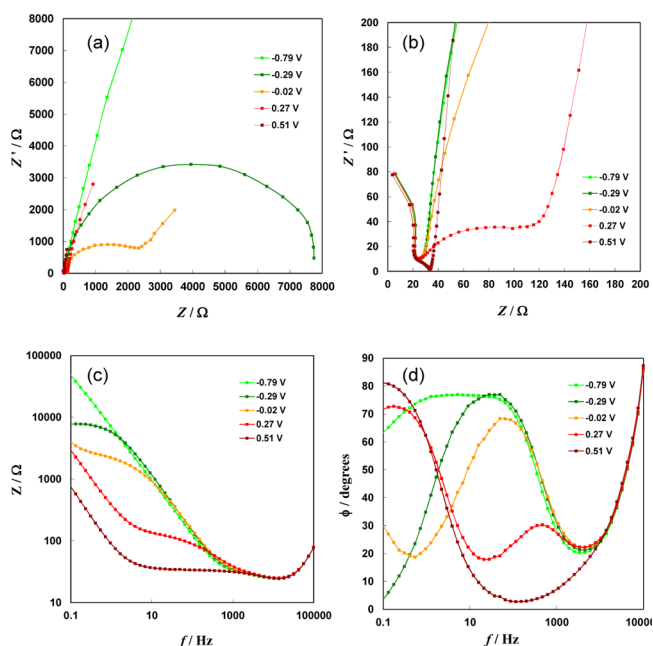 (a)
8000
7000
6000
5000
4000
3000
2000
1000
0
Z' / Ω
0 1000 2000 3000 4000 5000 6000 7000 8000
Z / Ω
-0.79 V
-0.29 V
-0.02 V
0.27 V
0.51 V
(b)
200
180
160
140
120
100
80
60
40
20
0
Z' / Ω
0 20 40 60 80 100 120 140 160 180 200
Z / Ω
-0.79 V
-0.29 V
-0.02 V
0.27 V
0.51 V
(c)
100000
10000
1000
100
10
Z / Ω
0.1 10 1000 100000
f / Hz
-0.79 V
-0.29 V
-0.02 V
0.27 V
0.51 V
(d)
90
80
70
60
50
40
30
20
10
0
ϕ / degrees
0.1 10 1000 10000
f / Hz
-0.79 V
-0.29 V
-0.02 V
0.27 V
0.51 V